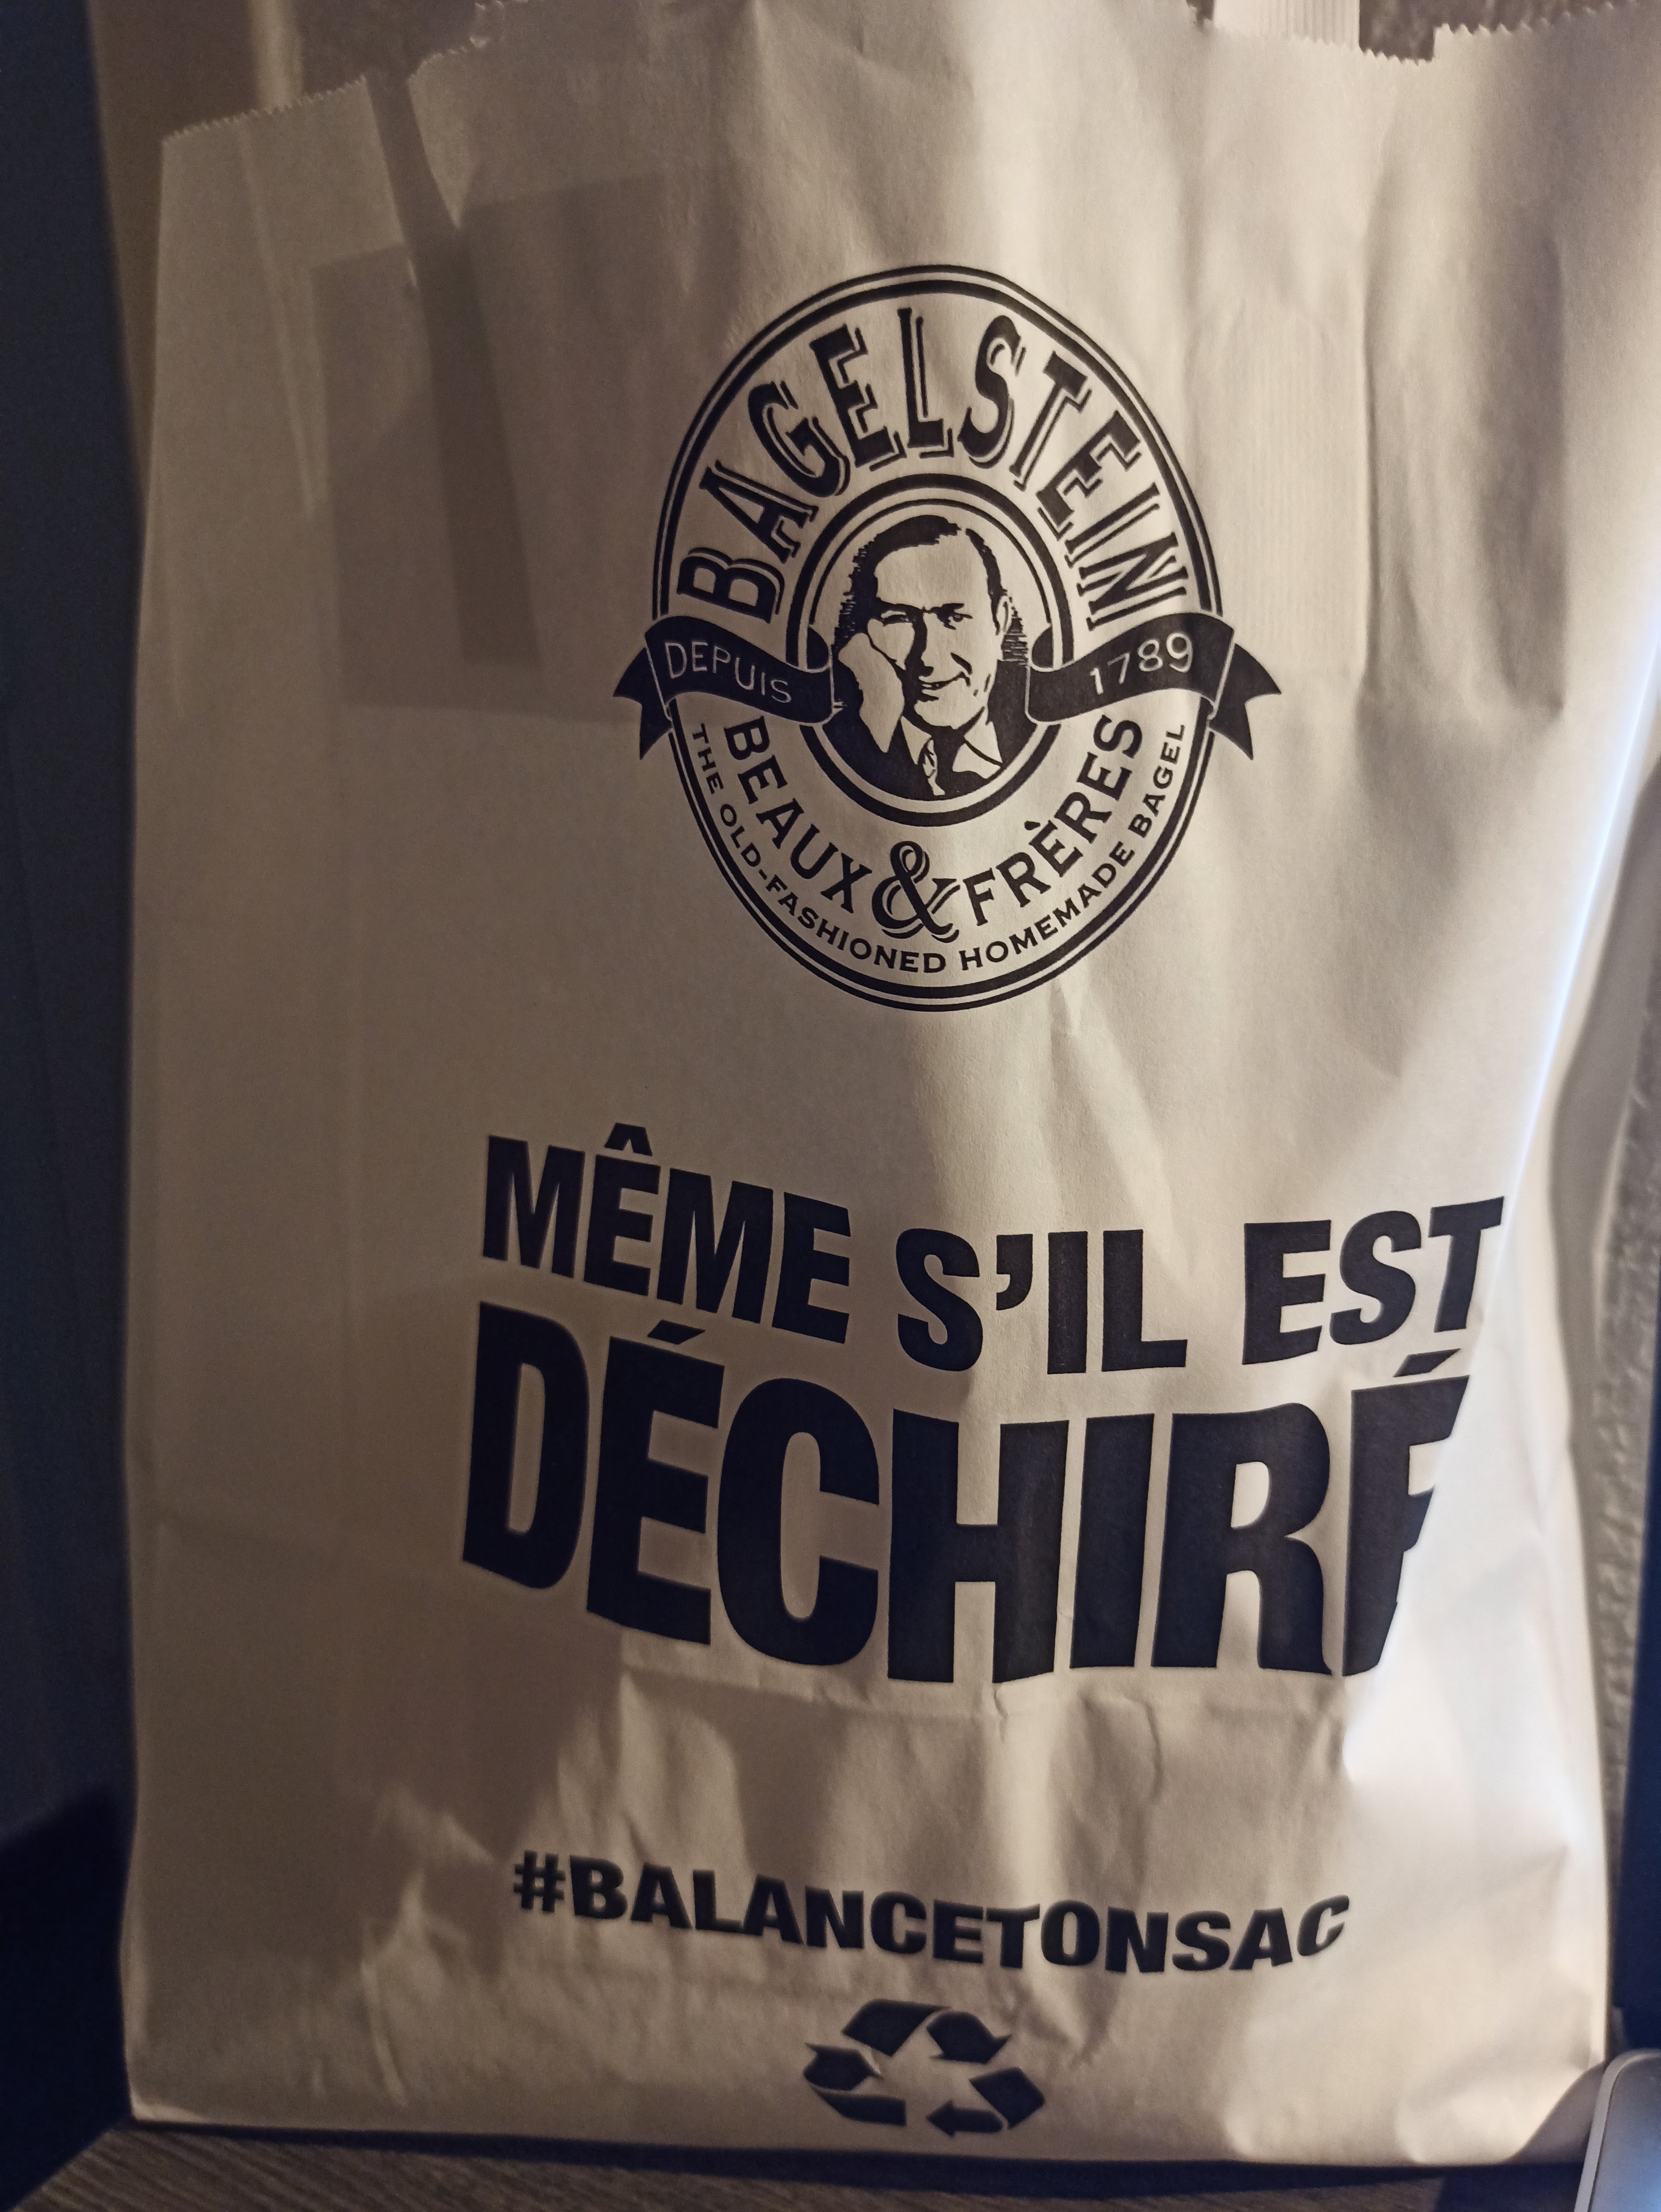 BAGELSTEIN
DEPUIS 1789
BEAUX & FRÈRES
THE OLD-FASHIONED HOMEMADE BAGEL
MÊME S'IL EST
DÉCHIRÉ
#BALANCETONSAC